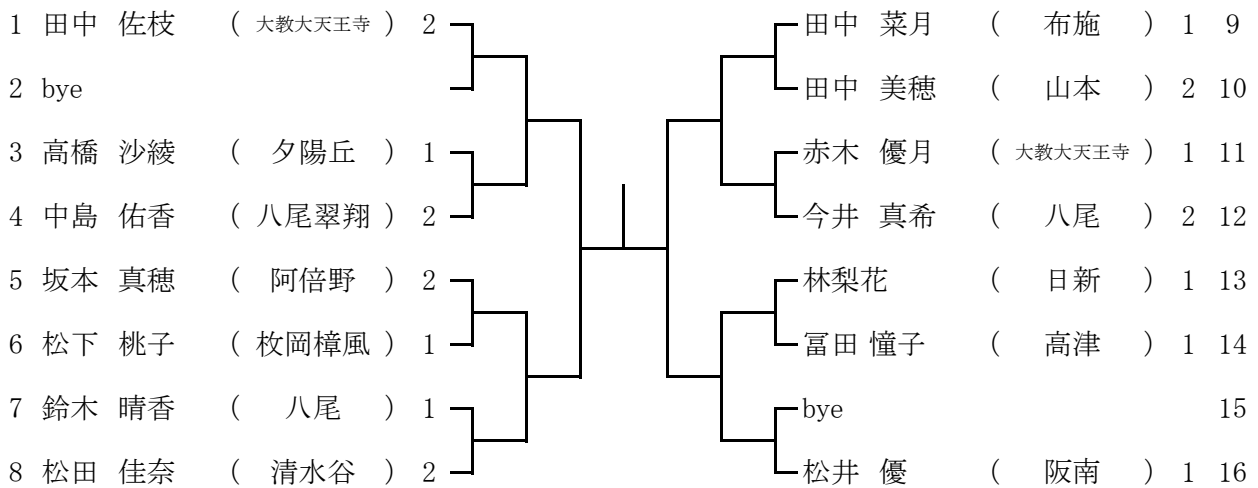 1 田中 佐枝 ( 大教大天王寺 ) 2
2 bye
3 高橋 沙綾 ( 夕陽丘 ) 1
4 中島 佑香 ( 八尾翠翔 ) 2
5 坂本 真穂 ( 阿倍野 ) 2
6 松下 桃子 ( 枚岡樟風 ) 1
7 鈴木 晴香 ( 八尾 ) 1
8 松田 佳奈 ( 清水谷 ) 2
田中 菜月 ( 布施 ) 1 9
田中 美穂 ( 山本 ) 2 10
赤木 優月 ( 大教大天王寺 ) 1 11
今井 真希 ( 八尾 ) 2 12
林梨花 ( 日新 ) 1 13
冨田 憧子 ( 高津 ) 1 14
bye 15
松井 優 ( 阪南 ) 1 16